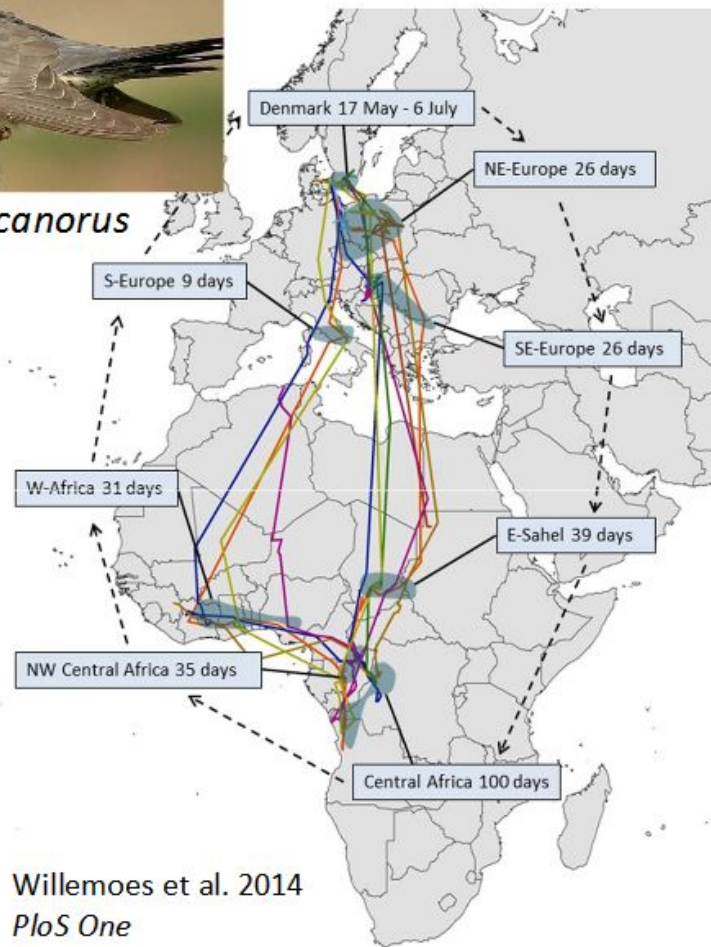 Denmark 17 May - 6 July
NE-Europe 26 days
canorus
S-Europe 9 days
SE-Europe 26 days
W-Africa 31 days
E-Sahel 39 days
NW Central Africa 35 days
Central Africa 100 days
Willemoes et al. 2014
PloS One